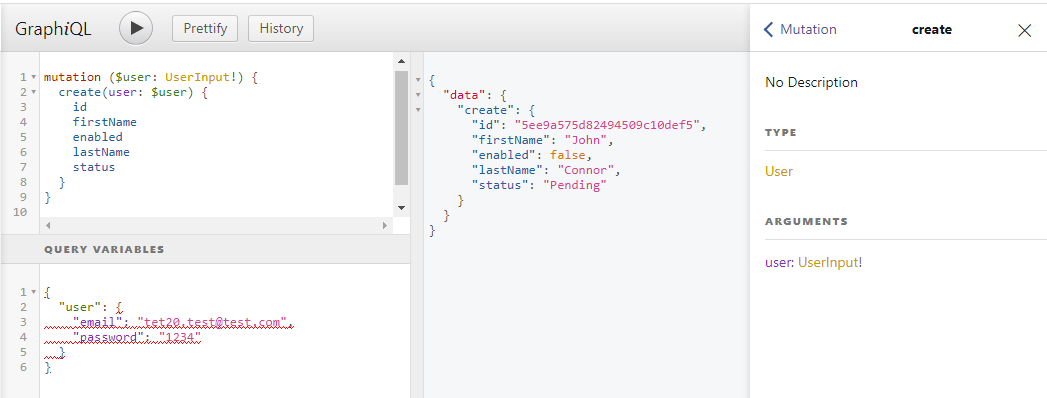 GraphiQL
Prettify
History
1 mutation ($user: UserInput!) {
2   create(user: $user) {
3     id
4     firstName
5     enabled
6     lastName
7     status
8   }
9 }
10
QUERY VARIABLES
1 {
2   "user": {
3     "email": "tet20.test@test.com",
4     "password": "1234"
5   }
6 }
{
  "data": {
    "create": {
      "id": "5ee9a575d82494509c10def5",
      "firstName": "John",
      "enabled": false,
      "lastName": "Connor",
      "status": "Pending"
    }
  }
}
Mutation
create
No Description
TYPE
User
ARGUMENTS
user: UserInput!